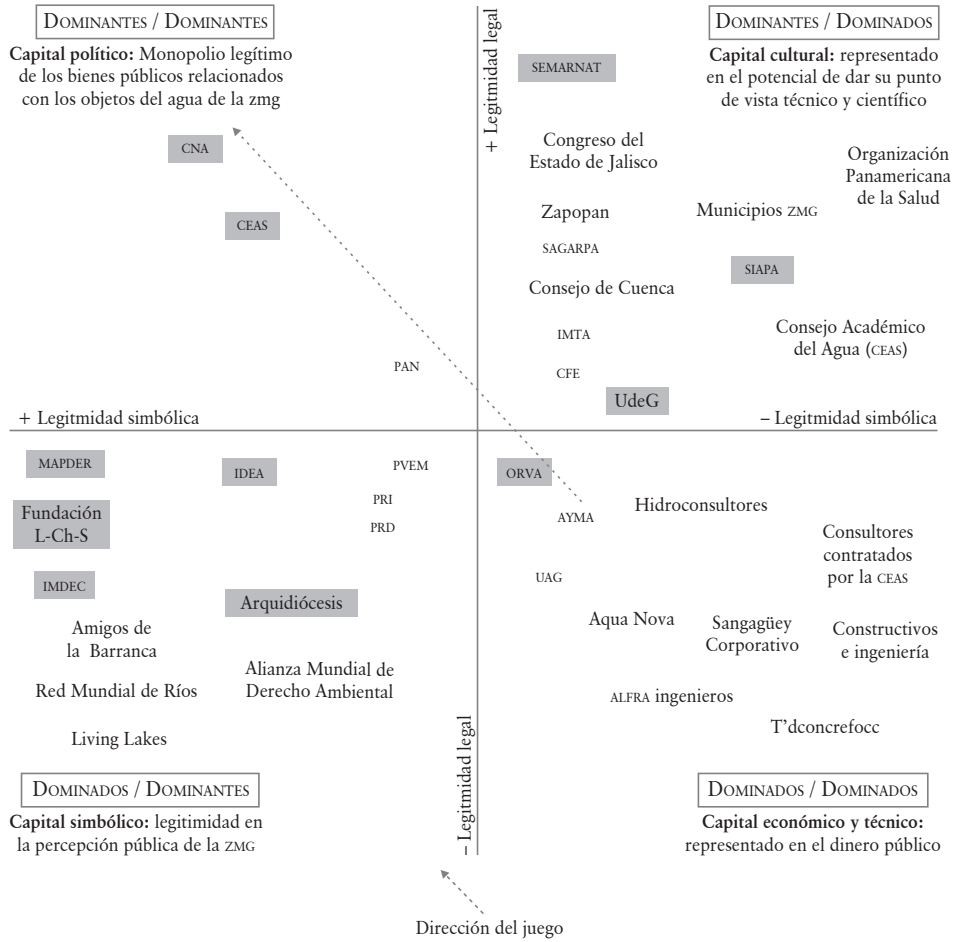 DOMINANTES / DOMINANTES
Capital político: Monopolio legítimo
de los bienes públicos relacionados
con los objetos del agua de la zmg
CNA
CEAS
PAN
+ Legitmidad legal
DOMINANTES / DOMINADOS
Capital cultural: representado
en el potencial de dar su punto
de vista técnico y científico
SEMARNAT
Congreso del
Estado de Jalisco
Organización
Panamericana
de la Salud
Zapopan
Municipios ZMG
SAGARPA
SIAPA
Consejo de Cuenca
IMTA
Consejo Académico
del Agua (CEAS)
CFE
UdeG
+ Legitmidad simbólica
– Legitmidad simbólica
MAPDER
IDEA
PVEM
PRI
Fundación
L-Ch-S
PRD
IMDEC
Arquidiócesis
Amigos de
la Barranca
Alianza Mundial de
Derecho Ambiental
Red Mundial de Ríos
Living Lakes
– Legitmidad legal
DOMINADOS / DOMINANTES
Capital simbólico: legitimidad en
la percepción pública de la ZMG
ORVA
AYMA
Hidroconsultores
Consultores
contratados
por la CEAS
UAG
Aqua Nova
Sangagüey
Corporativo
Constructivos
e ingeniería
ALFRA ingenieros
T'dconcrefocc
DOMINADOS / DOMINADOS
Capital económico y técnico:
representado en el dinero público
Dirección del juego